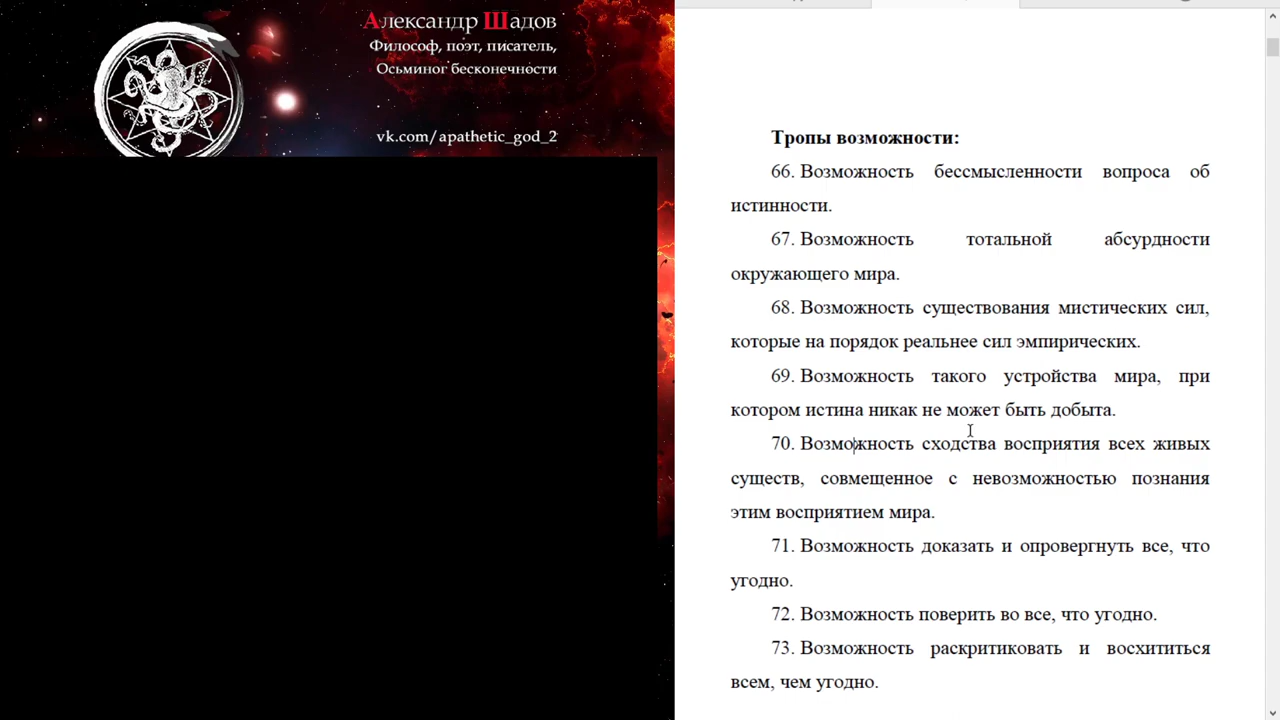 Александр Шадов
Философ, поэт, писатель,
Осьминог бесконечности
vk.com/apathetic_god_2
Тропы возможности:
66. Возможность бессмысленности вопроса об
истинности.
67. Возможность тотальной абсурдности
окружающего мира.
68. Возможность существования мистических сил,
которые на порядок реальнее сил эмпирических.
69. Возможность такого устройства мира, при
котором истина никак не может быть добыта.
70. Возможность сходства восприятия всех живых
существ, совмещенное с невозможностью познания
этим восприятием мира.
71. Возможность доказать и опровергнуть все, что
угодно.
72. Возможность поверить во все, что угодно.
73. Возможность раскритиковать и восхититься
всем, чем угодно.